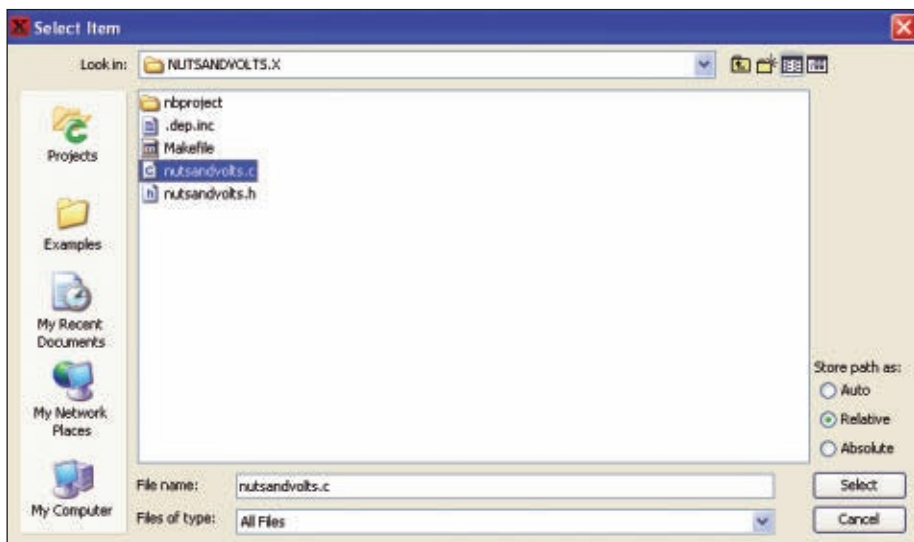 Select Item
Look in:
NUTSANDVOLTS.X
nbproject
.dep.inc
Makefile
nutsandvolts.c
nutsandvolts.h
Projects
Examples
My Recent
Documents
My Network
Places
My Computer
Store path as:
Auto
Relative
Absolute
File name:
nutsandvolts.c
Select
Files of type:
All Files
Cancel